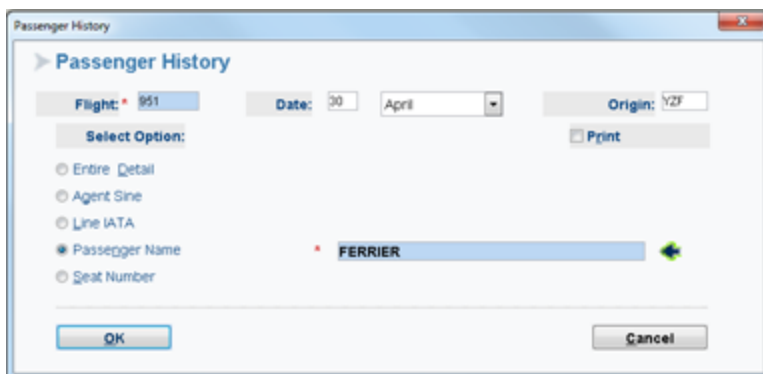 Passenger History
Passenger History
Flight: * 951 Date: 30 April Origin: YZF
Select Option: Print
Entire Detail
Agent Sine
Line IATA
Passenger Name * FERRIER
Seat Number
OK Cancel